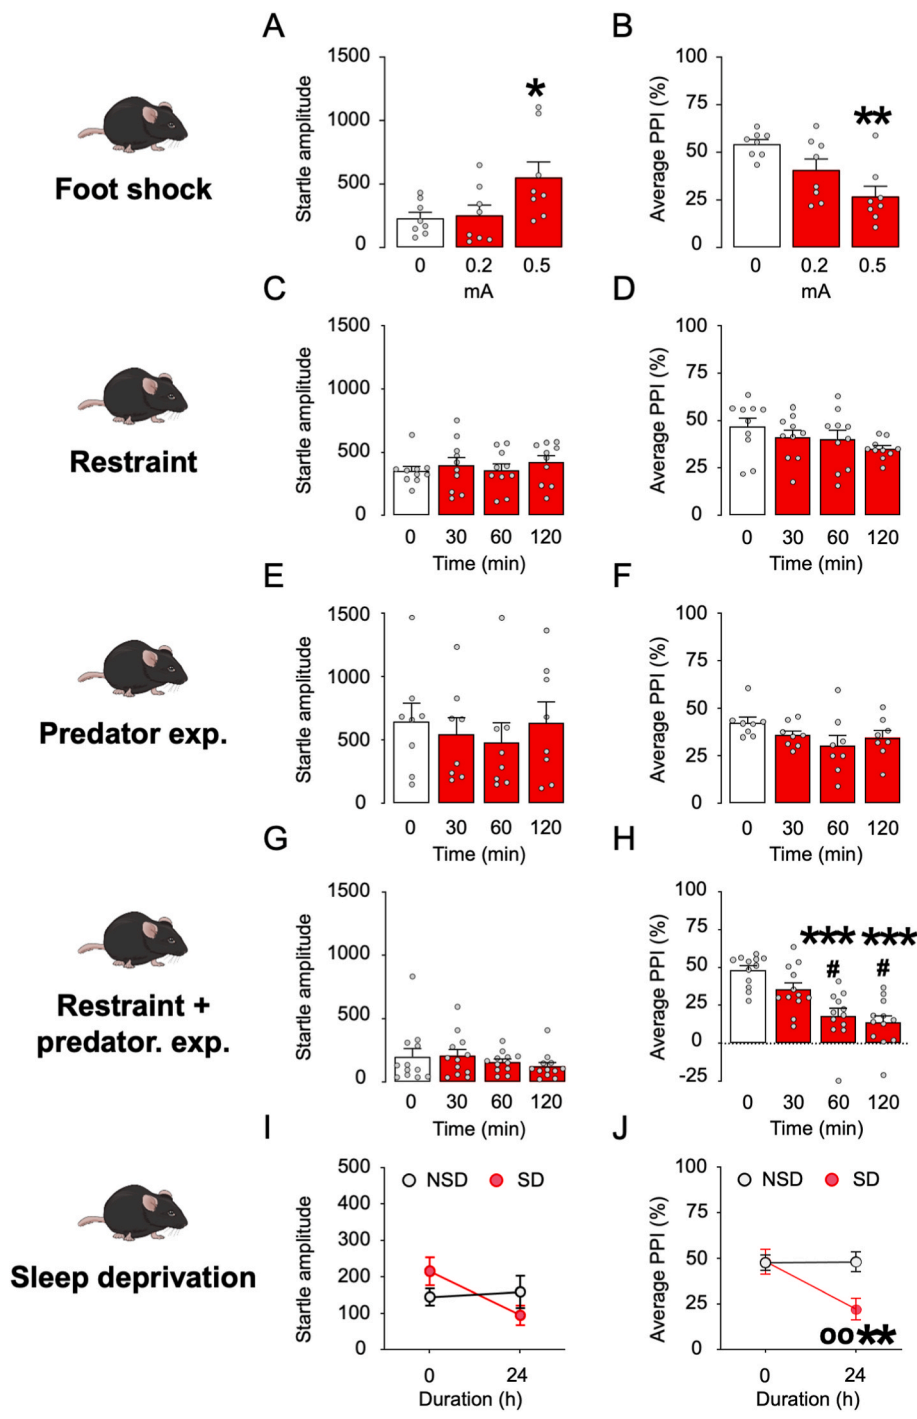 A
B
Foot shock
Startle amplitude
1500
1000
500
0
*
0 0.2 0.5
mA
Average PPI (%)
100
75
50
25
0
**
0 0.2 0.5
mA
C
D
Restraint
Startle amplitude
1500
1000
500
0
0 30 60 120
Time (min)
Average PPI (%)
100
75
50
25
0
0 30 60 120
Time (min)
E
F
Predator exp.
Startle amplitude
1500
1000
500
0
0 30 60 120
Time (min)
Average PPI (%)
100
50
25
0
0 30 60 120
Time (min)
G
H
Restraint +
predator. exp.
Startle amplitude
1500
1000
500
0
0 30 60 120
Time (min)
Average PPI (%)
100
75
50
25
0
-25
*** ***
# #
0 30 60 120
Time (min)
I
J
Sleep deprivation
Startle amplitude
500
400
300
200
100
0
NSD SD
0 24
Duration (h)
Average PPI (%)
100
75
50
25
0
NSD SD
oo**
0 24
Duration (h)